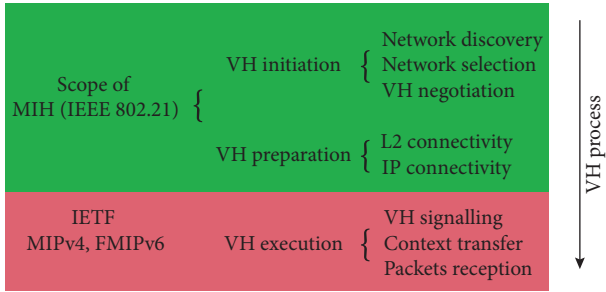 Scope of
MIH (IEEE 802.21)
VH initiation
Network discovery
Network selection
VH negotiation
VH preparation
L2 connectivity
IP connectivity
IETF
MIPv4, FMIPv6
VH execution
VH signalling
Context transfer
Packets reception
VH process